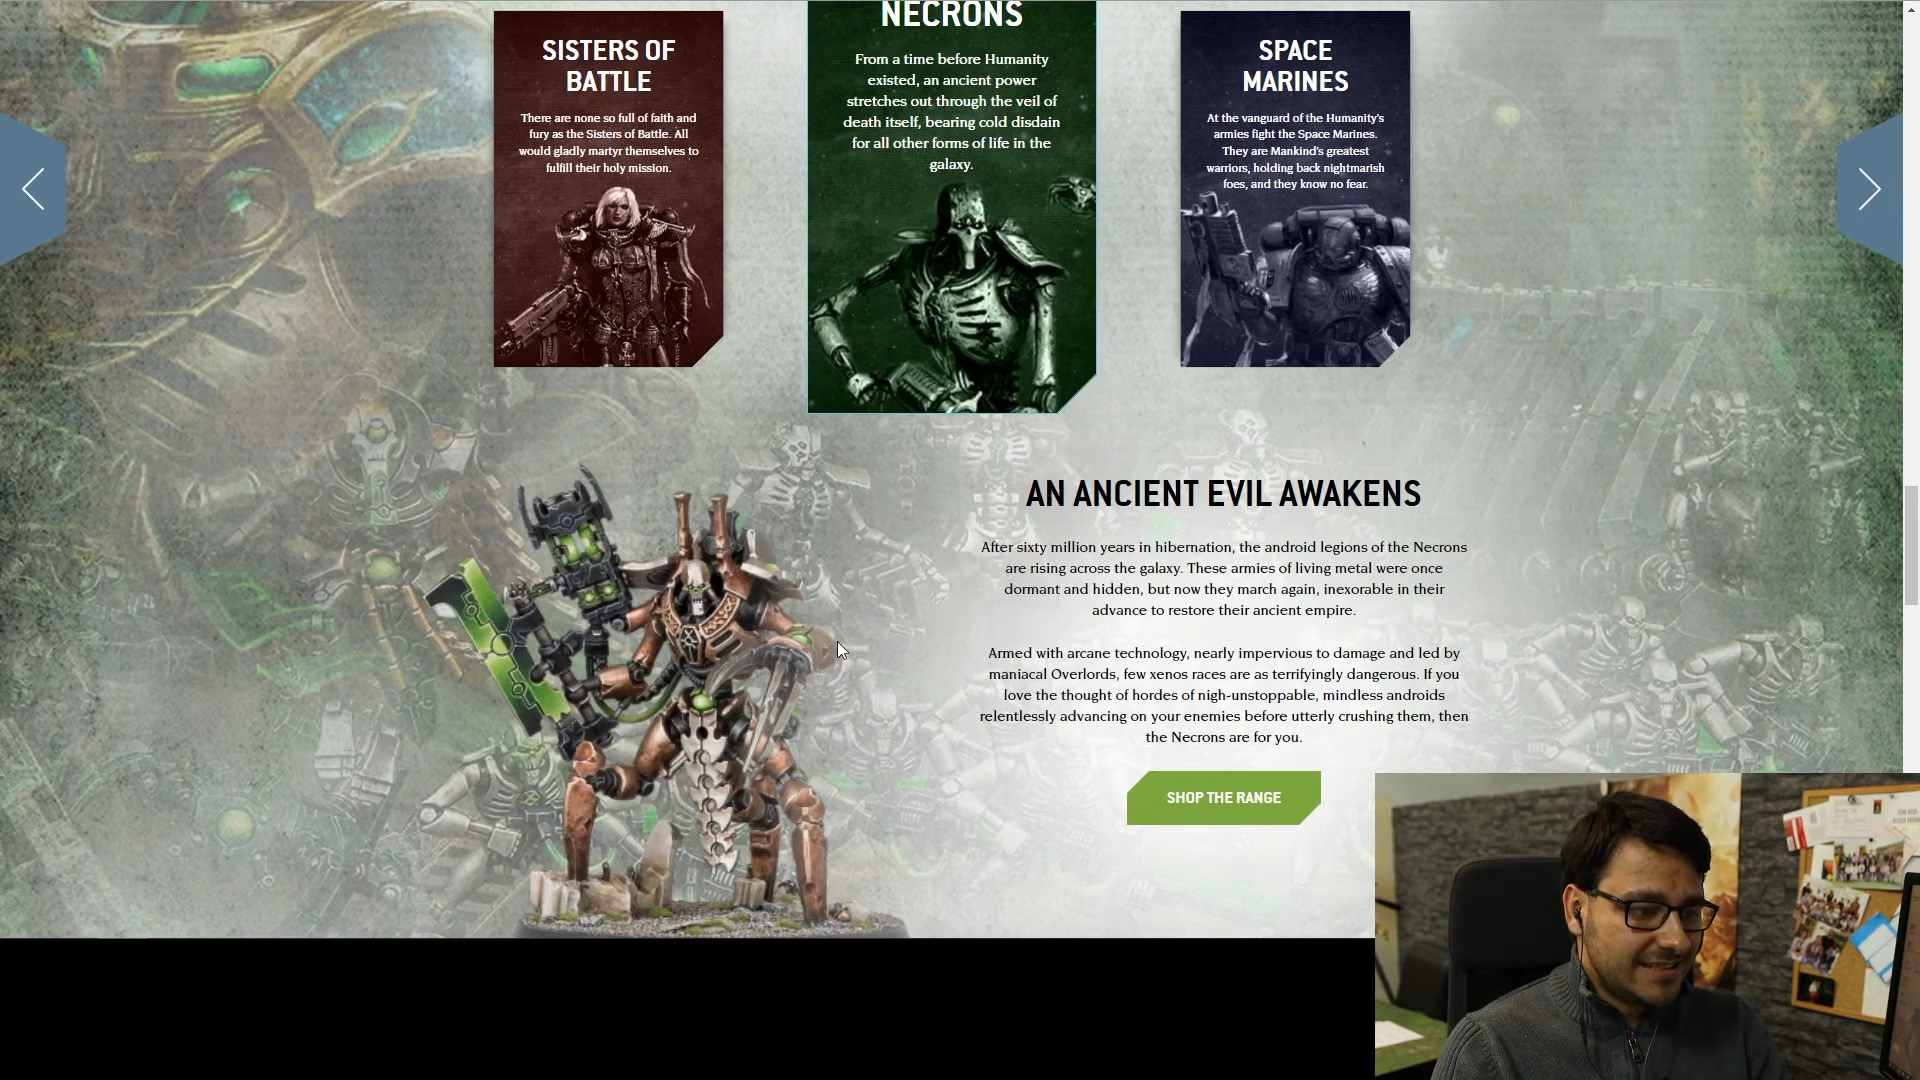 SISTERS OF
BATTLE
There are none so full of faith and
fury as the Sisters of Battle. All
would gladly martyr themselves to
fulfill their holy mission.
NECRONS
From a time before Humanity
existed, an ancient power
stretches out through the veil of
death itself, bearing cold disdain
for all other forms of life in the
galaxy.
SPACE
MARINES
At the vanguard of the Humanity's
armies fight the Space Marines.
They are Mankind's greatest
warriors, holding back nightmarish
foes, and they know no fear.
AN ANCIENT EVIL AWAKENS
After sixty million years in hibernation, the android legions of the Necrons
are rising across the galaxy. These armies of living metal were once
dormant and hidden, but now they march again, inexorable in their
advance to restore their ancient empire.
Armed with arcane technology, nearly impervious to damage and led by
maniacal Overlords, few xenos races are as terrifyingly dangerous. If you
love the thought of hordes of nigh-unstoppable, mindless androids
relentlessly advancing on your enemies before utterly crushing them, then
the Necrons are for you.
SHOP THE RANGE